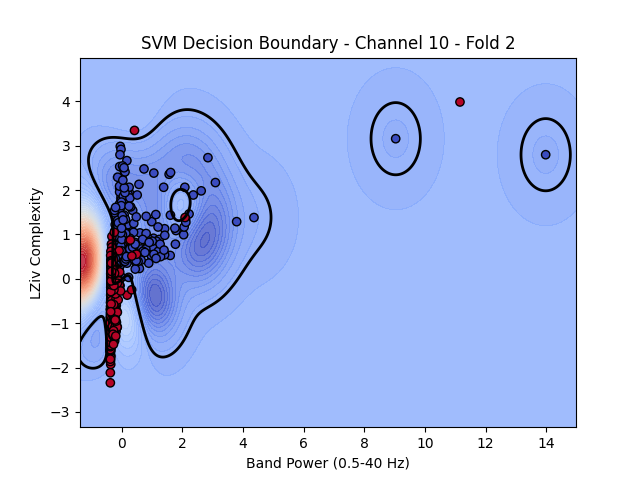 SVM Decision Boundary - Channel 10 - Fold 2
LZiv Complexity
4
3
2
1
0
−1
−2
−3
0 2 4 6 8 10 12 14
Band Power (0.5-40 Hz)